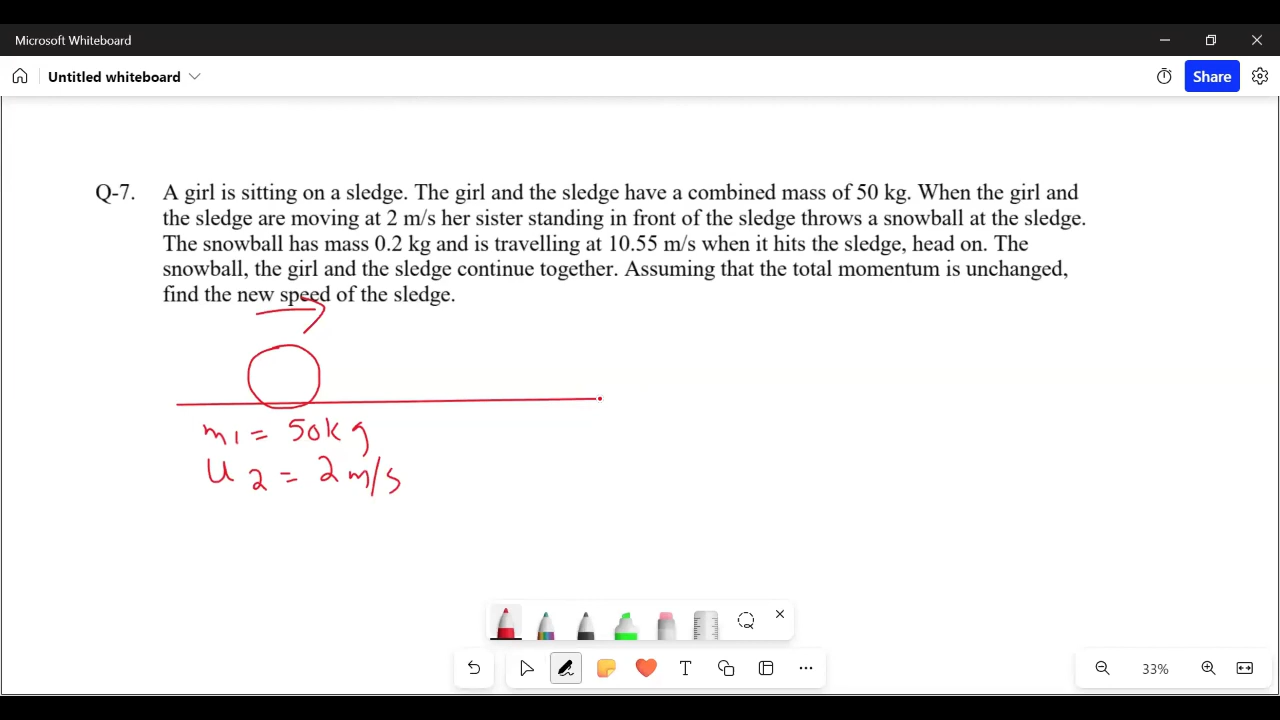 Microsoft Whiteboard
Untitled whiteboard
Share
Q-7. A girl is sitting on a sledge. The girl and the sledge have a combined mass of 50 kg. When the girl and
the sledge are moving at 2 m/s her sister standing in front of the sledge throws a snowball at the sledge.
The snowball has mass 0.2 kg and is travelling at 10.55 m/s when it hits the sledge, head on. The
snowball, the girl and the sledge continue together. Assuming that the total momentum is unchanged,
find the new speed of the sledge.
m1 = 50kg
u2 = 2m/s
T
33%